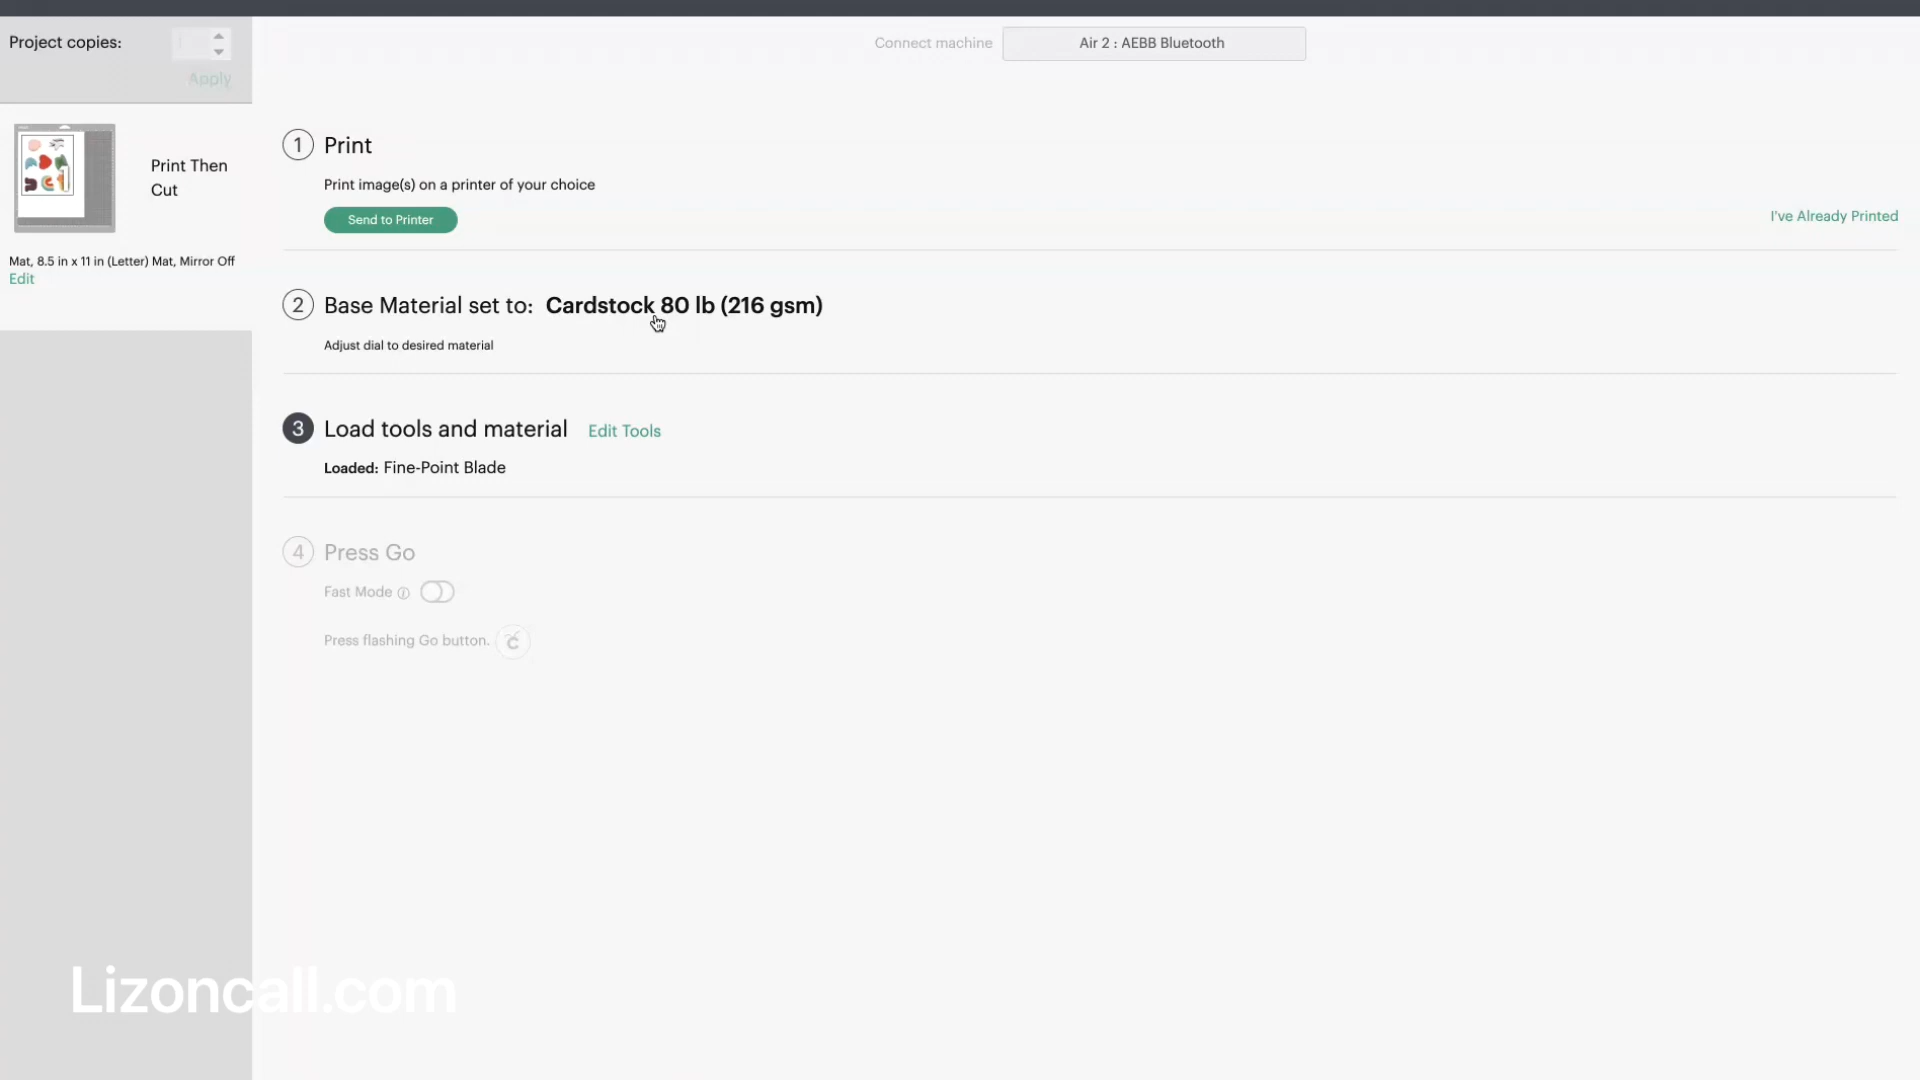 Project copies:
Apply
Connect machine
Air 2 : AEBB Bluetooth
Print Then
Cut
Mat, 8.5 in x 11 in (Letter) Mat, Mirror Off
Edit
1 Print
Print image(s) on a printer of your choice
Send to Printer
I've Already Printed
2 Base Material set to: Cardstock 80 lb (216 gsm)
Adjust dial to desired material
3 Load tools and material Edit Tools
Loaded: Fine-Point Blade
4 Press Go
Fast Mode
Press flashing Go button.
Lizoncall.com